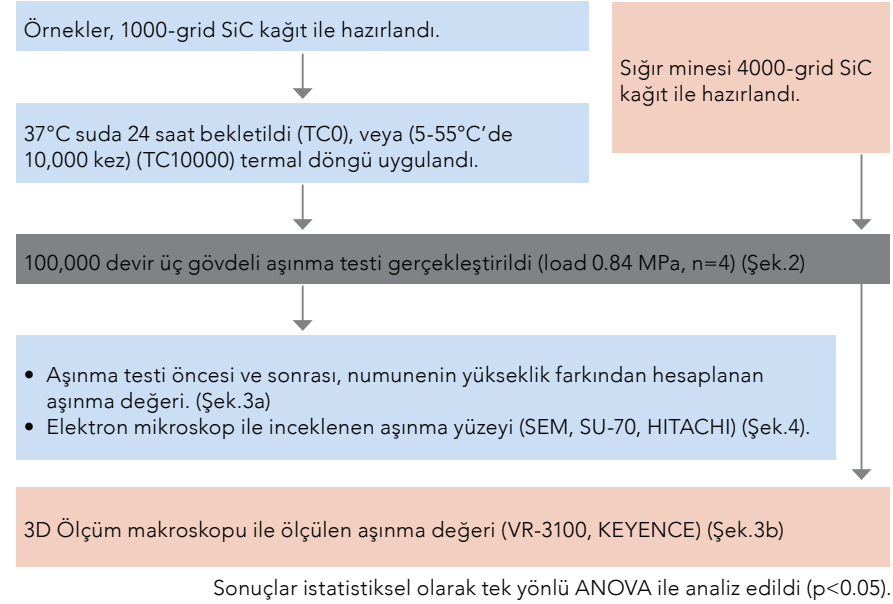 Örnekler, 1000-grid SiC kağıt ile hazırlandı.
Sığır minesi 4000-grid SiC
kağıt ile hazırlandı.
37°C suda 24 saat bekletildi (TC0), veya (5-55°C’de
10,000 kez) (TC10000) termal döngü uygulandı.
100,000 devir üç gövdeli aşınma testi gerçekleştirildi (load 0.84 MPa, n=4) (Şek.2)
• Aşınma testi öncesi ve sonrası, numunenin yükseklik farkından hesaplanan
aşınma değeri. (Şek.3a)
• Elektron mikroskop ile inceklenen aşınma yüzeyi (SEM, SU-70, HITACHI) (Şek.4).
3D Ölçüm makroskopu ile ölçülen aşınma değeri (VR-3100, KEYENCE) (Şek.3b)
Sonuçlar istatistiksel olarak tek yönlü ANOVA ile analiz edildi (p<0.05).